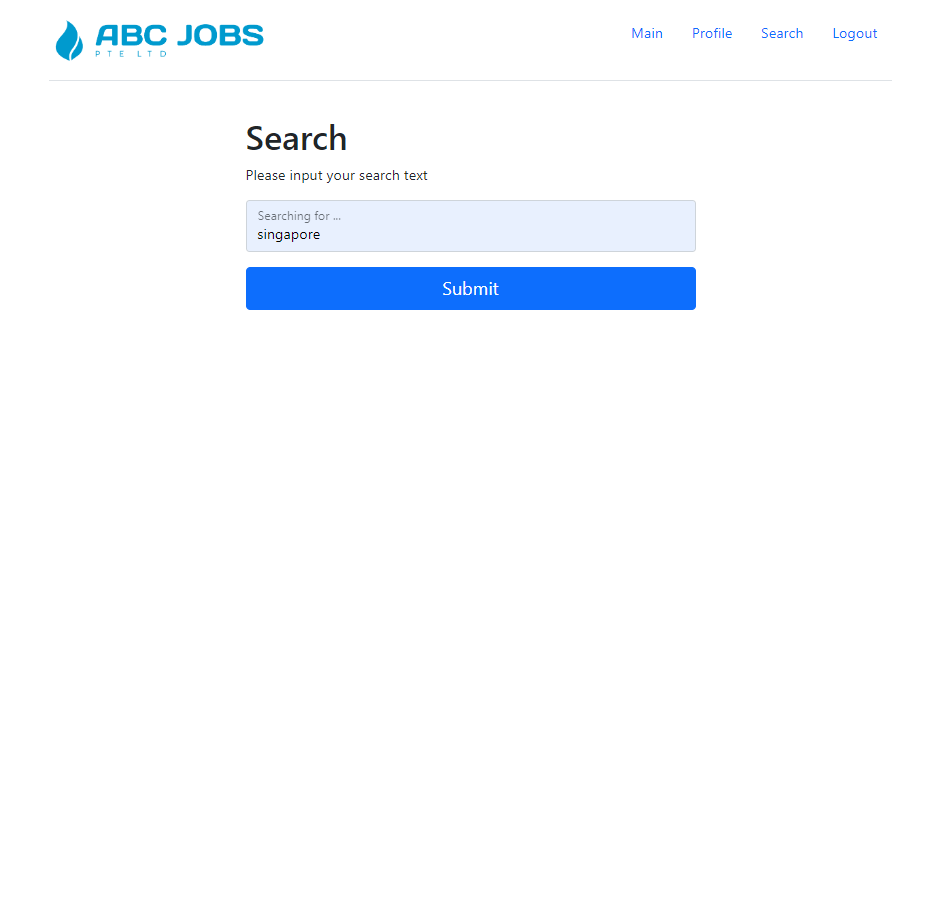 ABC JOBS
PTE LTD
Main Profile Search Logout
Search
Please input your search text
Searching for ...
singapore
Submit